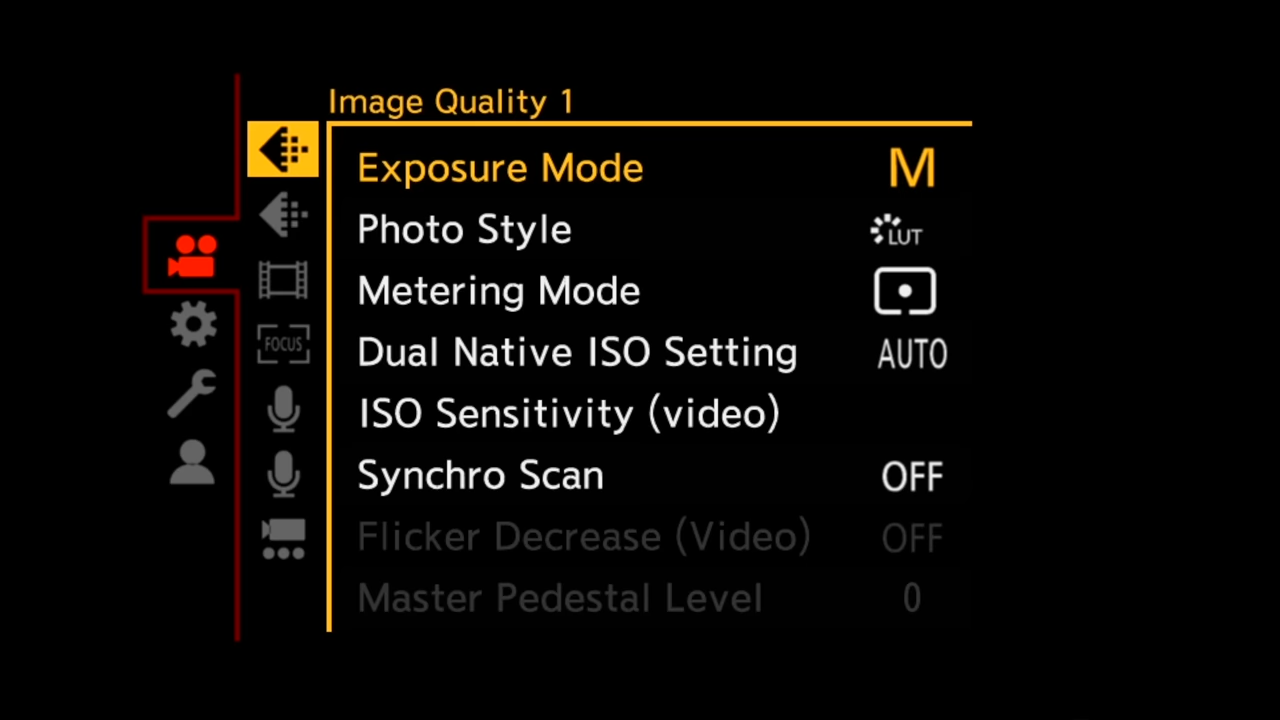 Image Quality 1
Exposure Mode M
Photo Style LUT
Metering Mode
Dual Native ISO Setting AUTO
FOCUS
ISO Sensitivity (video)
Synchro Scan OFF
Flicker Decrease (Video) OFF
Master Pedestal Level 0